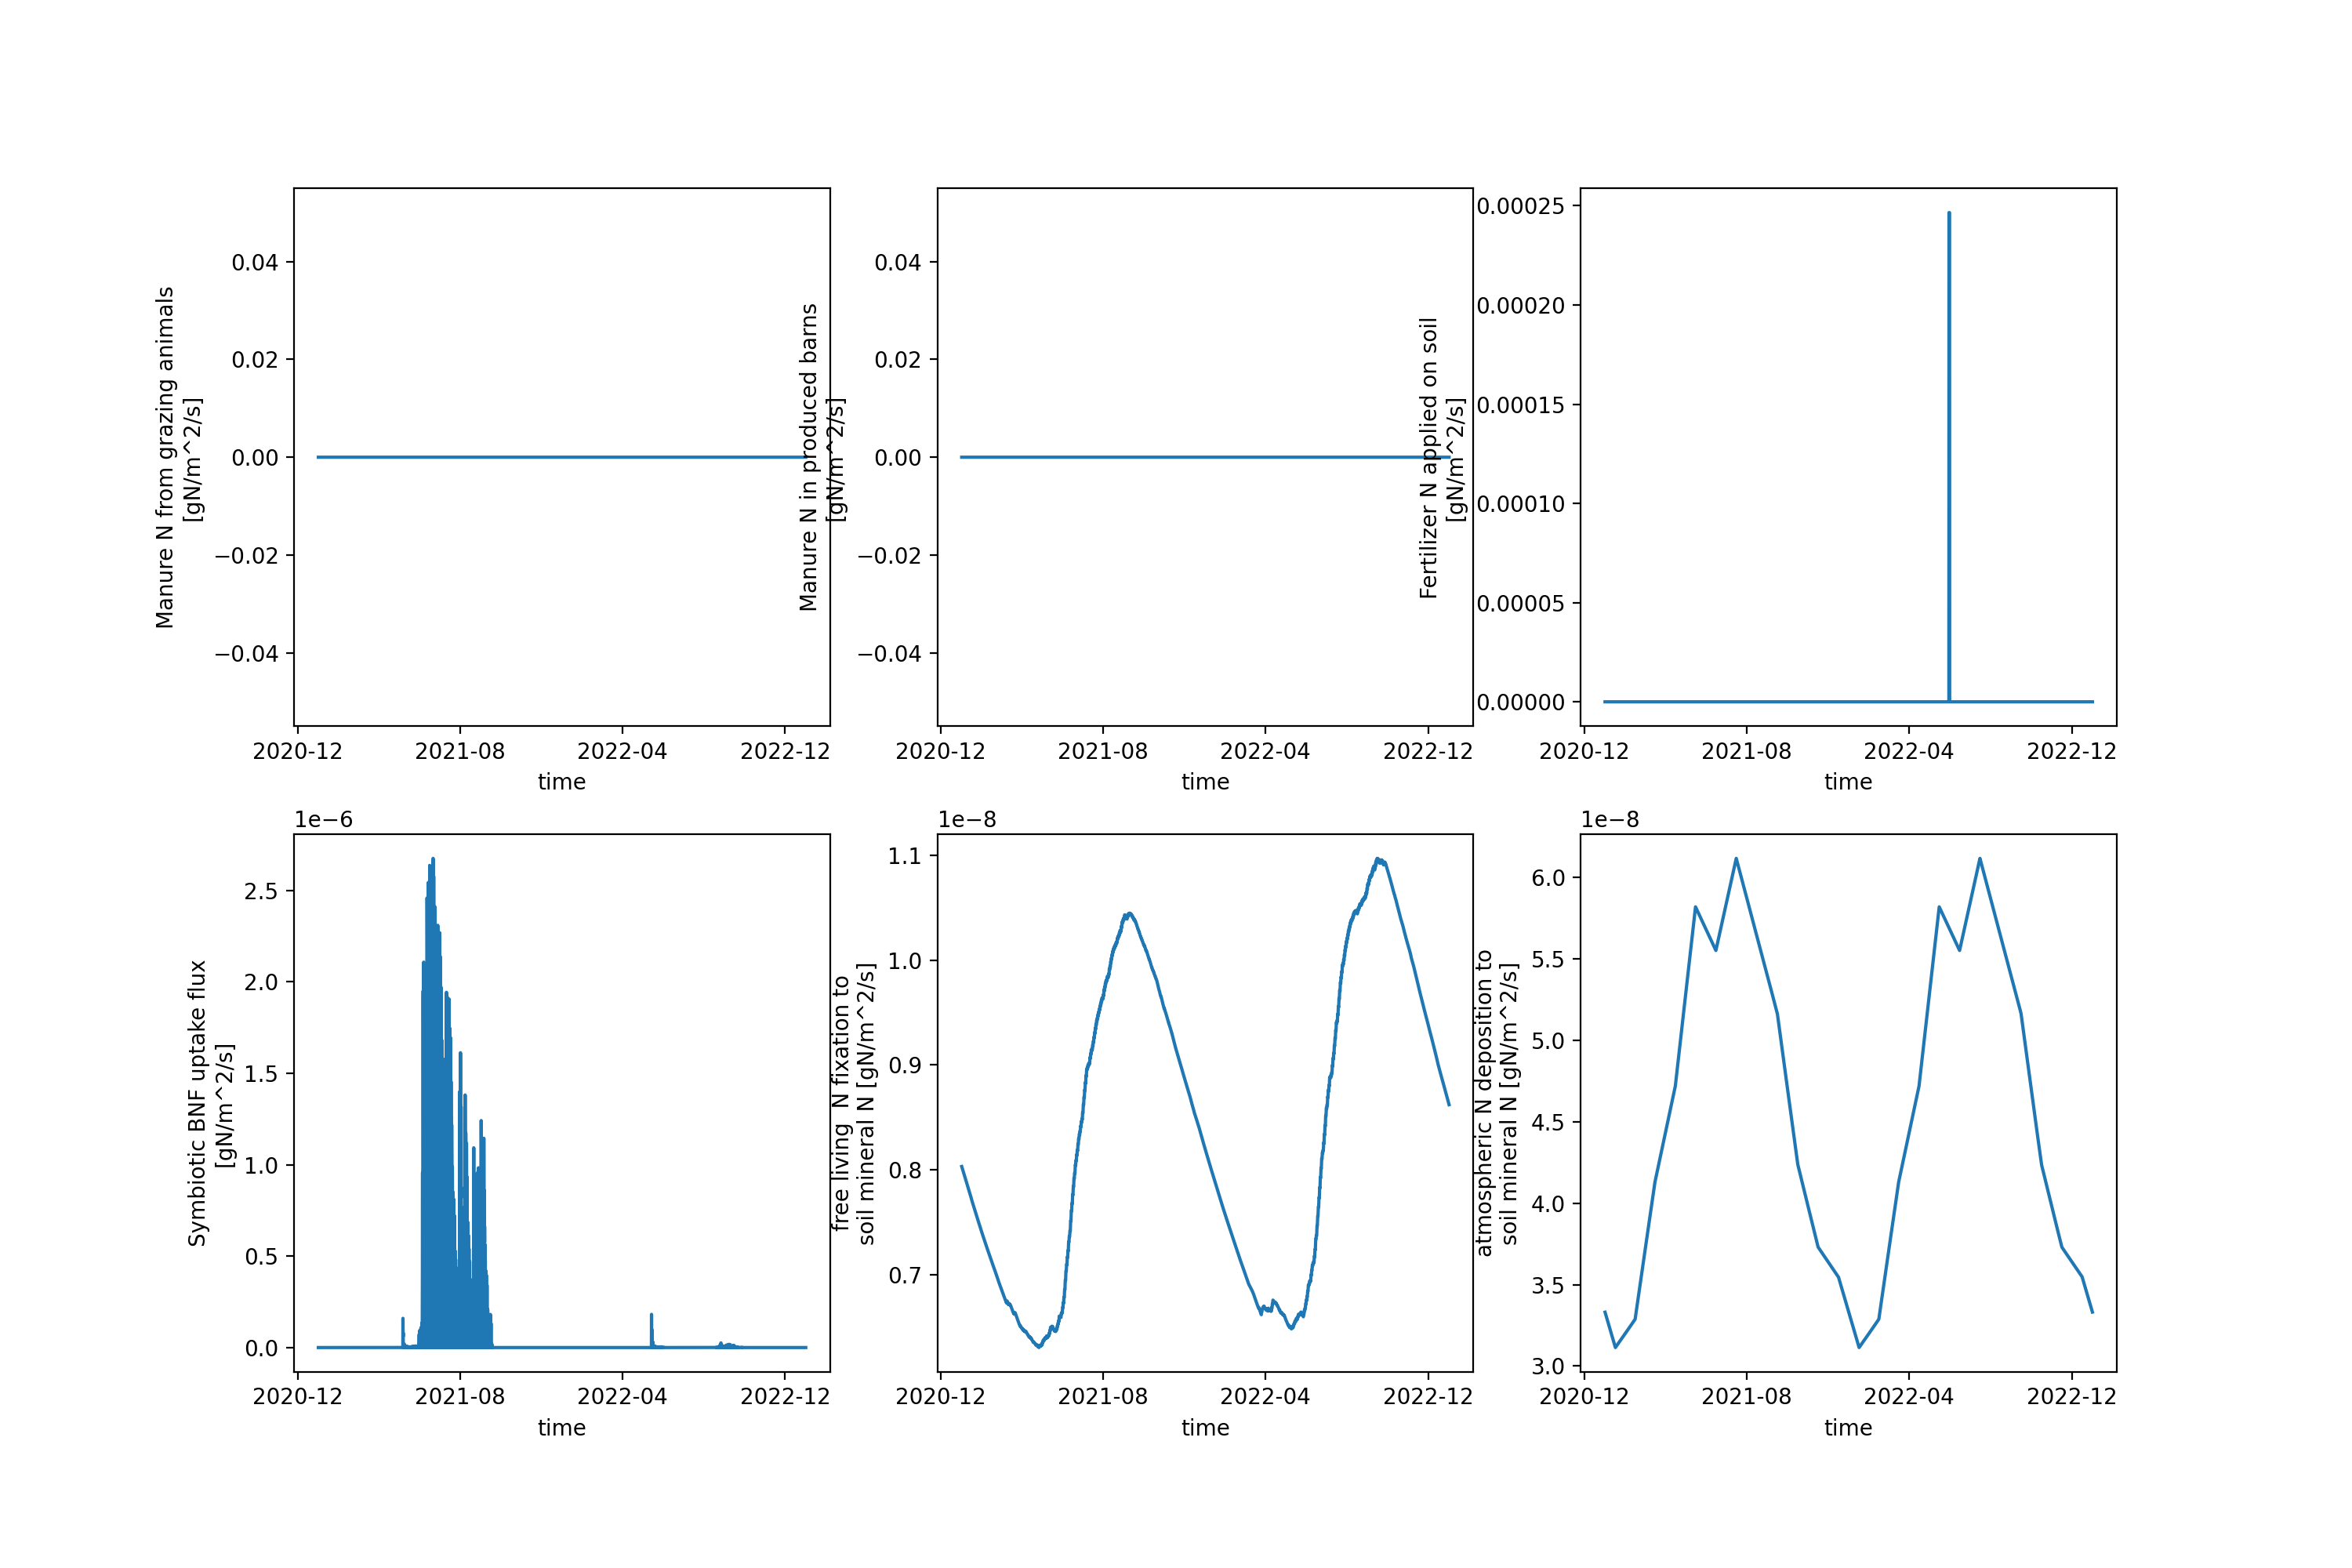 Manure N from grazing animals
[gN/m^2/s]
0.04
0.02
0.00
−0.02
−0.04
2020-12
2021-08
2022-04
2022-12
time
Manure N in produced barns
[gN/m^2/s]
0.04
0.02
0.00
−0.02
−0.04
2020-12
2021-08
2022-04
2022-12
time
Fertilizer N applied on soil
[gN/m^2/s]
0.00025
0.00020
0.00015
0.00010
0.00005
0.00000
2020-12
2021-08
2022-04
2022-12
time
1e−6
Symbiotic BNF uptake flux
[gN/m^2/s]
2.5
2.0
1.5
1.0
0.5
0.0
2020-12
2021-08
2022-04
2022-12
time
1e−8
free living  N fixation to
soil mineral N [gN/m^2/s]
1.1
1.0
0.9
0.8
0.7
2020-12
2021-08
2022-04
2022-12
time
1e−8
atmospheric N deposition to
soil mineral N [gN/m^2/s]
6.0
5.5
5.0
4.5
4.0
3.5
3.0
2020-12
2021-08
2022-04
2022-12
time